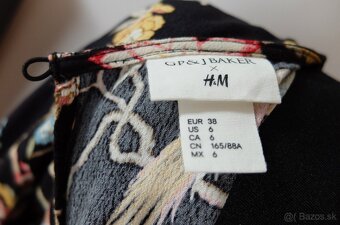 GP & J BAKER
×
H&M
EUR 38
US 6
CA 6
CN 165/88A
MX 6
Bazos.sk